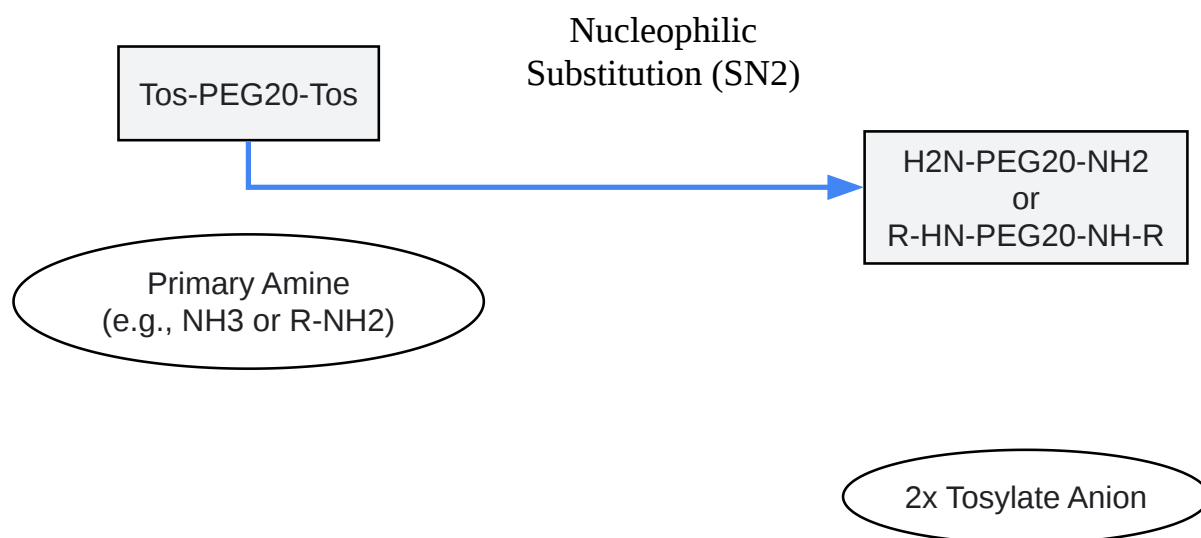 Nucleophilic
Substitution (SN2)
Tos-PEG20-Tos
H2N-PEG20-NH2
or
R-HN-PEG20-NH-R
Primary Amine
(e.g., NH3 or R-NH2)
2x Tosylate Anion